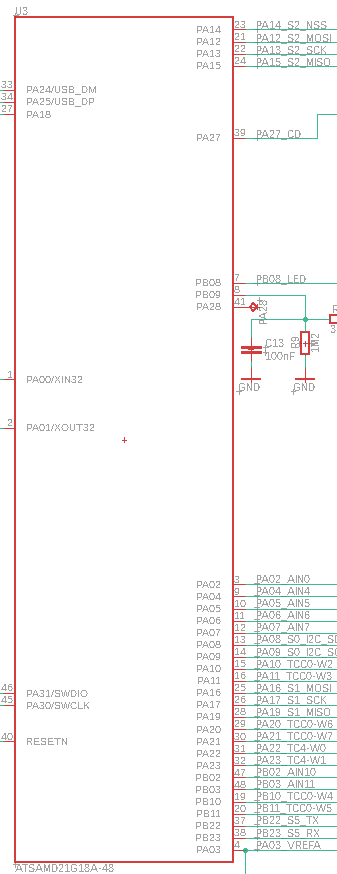 U3
PA14 23 PA14_S2_NSS
PA12 21 PA12_S2_MOSI
PA13 22 PA13_S2_SCK
PA15 24 PA15_S2_MISO
33 PA24/USB_DM
34 PA25/USB_DP
27 PA18
PA27 39 PA27_CD
PB08 7 PB08_LED
PB09 8
PA28 41 PA28
C13
100nF
R9
1M2
GND
GND
1 PA00/XIN32
2 PA01/XOUT32
PA02 3 PA02_AIN0
PA04 9 PA04_AIN4
PA05 10 PA05_AIN5
PA06 11 PA06_AIN6
PA07 12 PA07_AIN7
PA08 13 PA08_S0_I2C_SD
PA09 14 PA09_S0_I2C_SC
PA10 15 PA10_TCC0-W2
PA11 16 PA11_TCC0-W3
PA16 25 PA16_S1_MOSI
PA17 26 PA17_S1_SCK
PA19 28 PA19_S1_MISO
PA20 29 PA20_TCC0-W6
PA21 30 PA21_TCC0-W7
PA22 31 PA22_TC4-W0
PA23 32 PA23_TC4-W1
PB02 47 PB02_AIN10
PB03 48 PB03_AIN11
PB10 19 PB10_TCC0-W4
PB11 20 PB11_TCC0-W5
PB22 37 PB22_S5_TX
PB23 38 PB23_S5_RX
PA03 4 PA03_VREFA
46 PA31/SWDIO
45 PA30/SWCLK
40 RESETN
ATSAMD21G18A-48